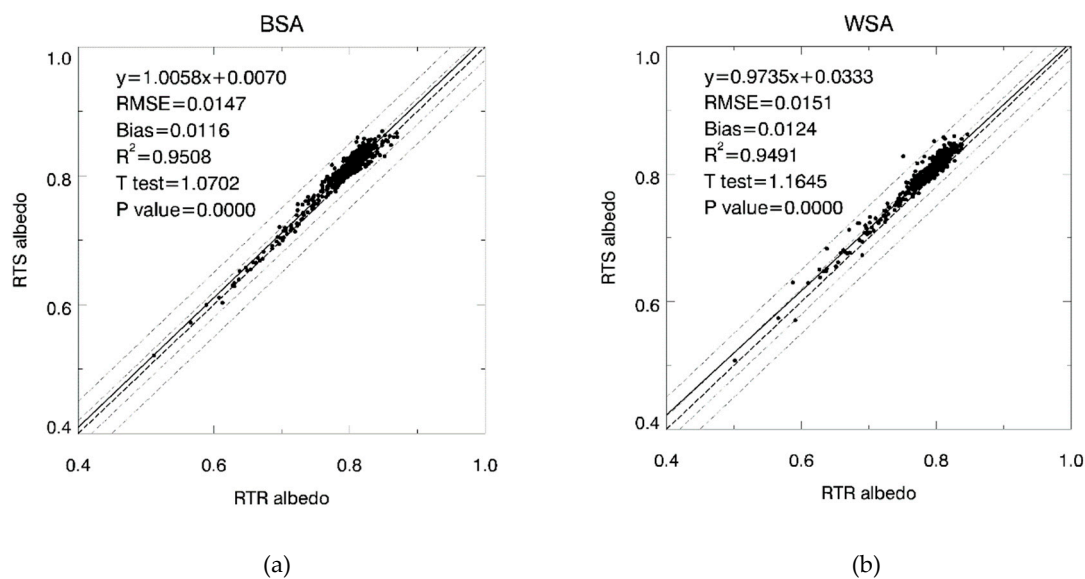 BSA
1.0
y=1.0058x+0.0070
RMSE=0.0147
Bias=0.0116
R²=0.9508
T test=1.0702
P value=0.0000
0.8
0.6
0.4
RTS albedo
0.4 0.6 0.8 1.0
RTR albedo
(a)
WSA
1.0
y=0.9735x+0.0333
RMSE=0.0151
Bias=0.0124
R²=0.9491
T test=1.1645
P value=0.0000
0.8
0.6
0.4
RTS albedo
0.4 0.6 0.8 1.0
RTR albedo
(b)